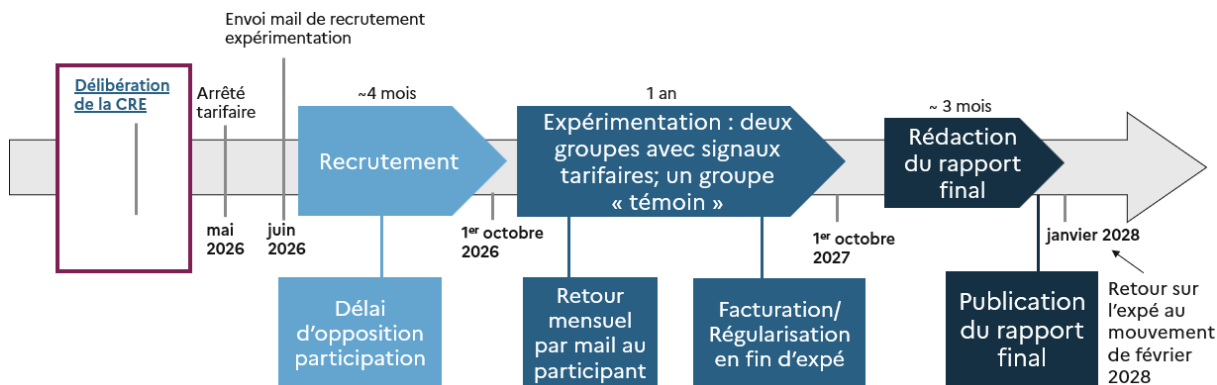 Envoi mail de recrutement
expérimentation
Délibération
de la CRE
Arrêté
tarifaire
~4 mois
1 an
~ 3 mois
Recrutement
Expérimentation : deux
groupes avec signaux
tarifaires; un groupe
« témoin »
Rédaction
du rapport
final
mai
2026
juin
2026
1er octobre
2026
1er octobre
2027
janvier 2028
Délai
d'opposition
participation
Retour
mensuel
par mail au
participant
Facturation/
Régularisation
en fin d'expé
Publication
du rapport
final
Retour sur
l'expé au
mouvement
de février
2028